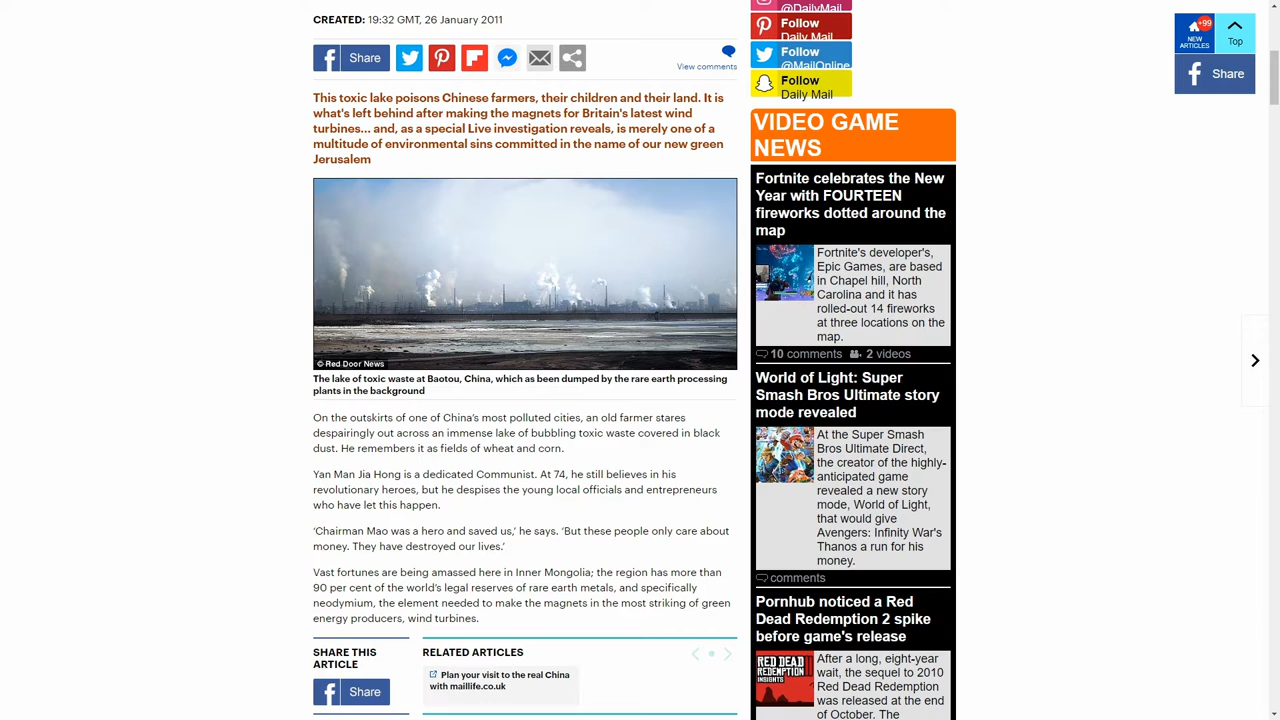 CREATED: 19:32 GMT, 26 January 2011
Share
View comments
This toxic lake poisons Chinese farmers, their children and their land. It is
what's left behind after making the magnets for Britain's latest wind
turbines... and, as a special Live investigation reveals, is merely one of a
multitude of environmental sins committed in the name of our new green
Jerusalem
© Red Door News
The lake of toxic waste at Baotou, China, which as been dumped by the rare earth processing
plants in the background
On the outskirts of one of China's most polluted cities, an old farmer stares
despairingly out across an immense lake of bubbling toxic waste covered in black
dust. He remembers it as fields of wheat and corn.
Yan Man Jia Hong is a dedicated Communist. At 74, he still believes in his
revolutionary heroes, but he despises the young local officials and entrepreneurs
who have let this happen.
‘Chairman Mao was a hero and saved us,’ he says. ‘But these people only care about
money. They have destroyed our lives.’
Vast fortunes are being amassed here in Inner Mongolia; the region has more than
90 per cent of the world's legal reserves of rare earth metals, and specifically
neodymium, the element needed to make the magnets in the most striking of green
energy producers, wind turbines.
SHARE THIS
ARTICLE
Share
RELATED ARTICLES
Plan your visit to the real China
with maillife.co.uk
@DailyMail
Follow
Daily Mail
Follow
@MailOnline
Follow
Daily Mail
VIDEO GAME
NEWS
Fortnite celebrates the New
Year with FOURTEEN
fireworks dotted around the
map
Fortnite's developer's,
Epic Games, are based
in Chapel hill, North
Carolina and it has
rolled-out 14 fireworks
at three locations on the
map.
10 comments 2 videos
World of Light: Super
Smash Bros Ultimate story
mode revealed
At the Super Smash
Bros Ultimate Direct,
the creator of the highly-
anticipated game
revealed a new story
mode, World of Light,
that would give
Avengers: Infinity War's
Thanos a run for his
money.
comments
Pornhub noticed a Red
Dead Redemption 2 spike
before game's release
RED DEAD
REDEMPTION
INSIGHTS
After a long, eight-year
wait, the sequel to 2010
Red Dead Redemption
was released at the end
of October. The
+99
NEW
ARTICLES
Top
Share